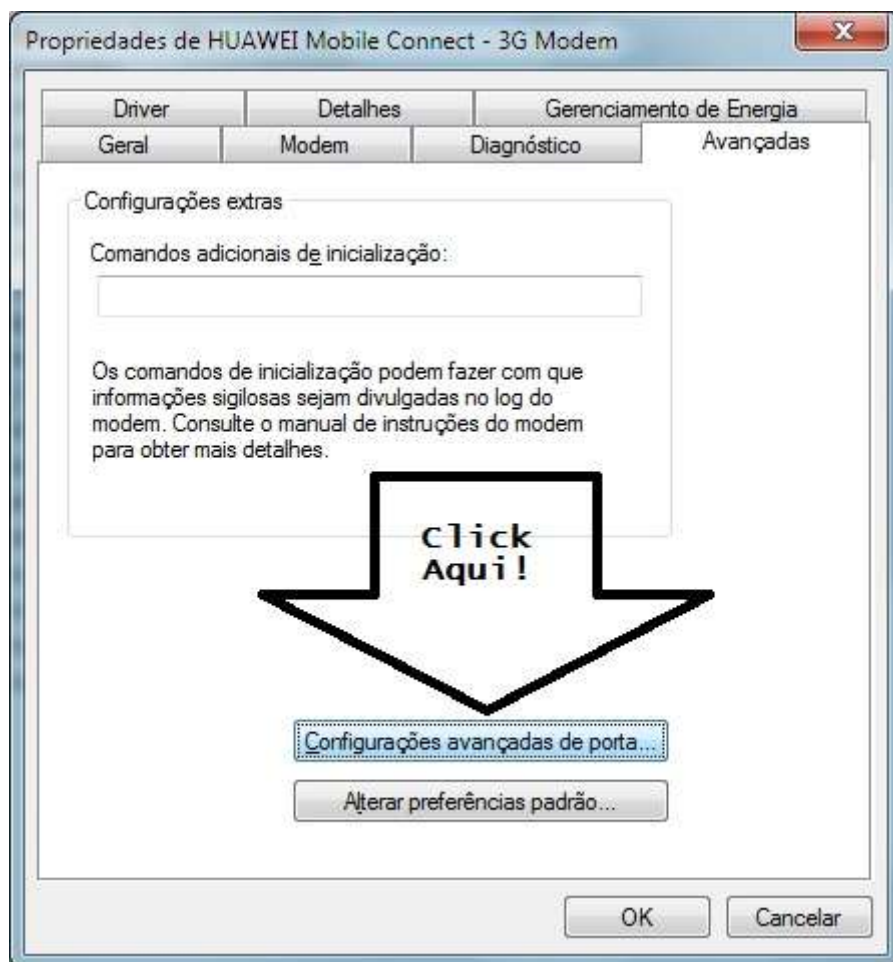 Propriedades de HUAWEI Mobile Connect - 3G Modem
Driver
Detalhes
Gerenciamento de Energia
Geral
Modem
Diagnóstico
Avançadas
Configurações extras
Comandos adicionais de inicialização:
Os comandos de inicialização podem fazer com que
informações sigilosas sejam divulgadas no log do
modem. Consulte o manual de instruções do modem
para obter mais detalhes.
Click
Aqui!
Configurações avançadas de porta...
Alterar preferências padrão...
OK
Cancelar